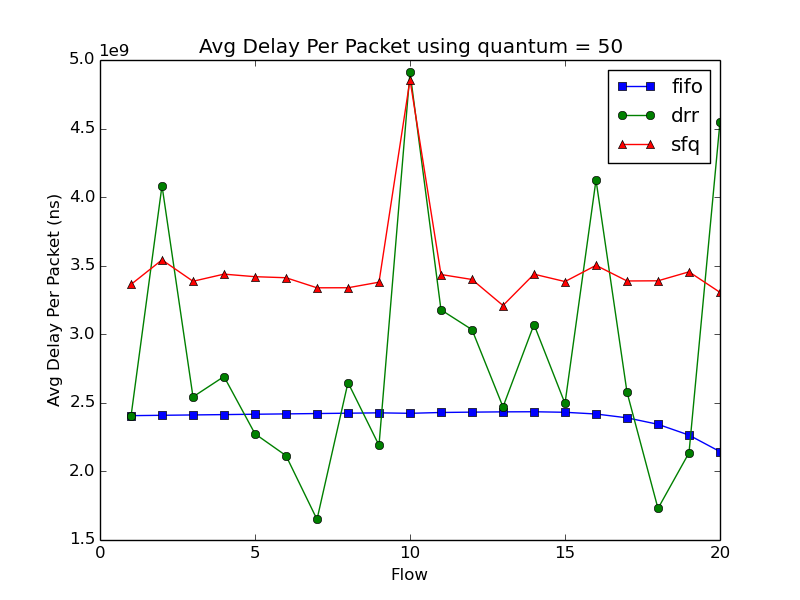 Avg Delay Per Packet using quantum = 50
1e9
5.0
4.5
4.0
3.5
3.0
2.5
2.0
1.5
Avg Delay Per Packet (ns)
fifo
drr
sfq
0
5
10
15
20
Flow